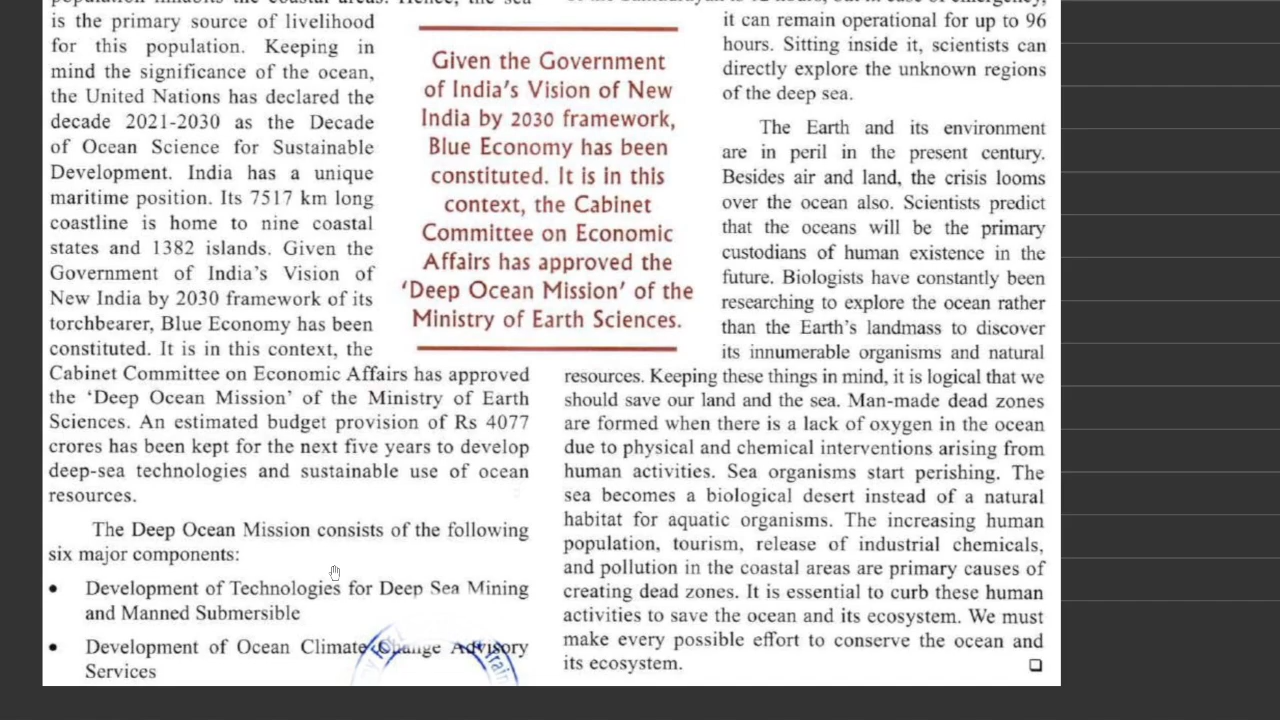 is the primary source of livelihood
for this population. Keeping in
mind the significance of the ocean,
the United Nations has declared the
decade 2021-2030 as the Decade
of Ocean Science for Sustainable
Development. India has a unique
maritime position. Its 7517 km long
coastline is home to nine coastal
states and 1382 islands. Given the
Government of India's Vision of
New India by 2030 framework of its
torchbearer, Blue Economy has been
constituted. It is in this context, the
Cabinet Committee on Economic Affairs has approved
the 'Deep Ocean Mission' of the Ministry of Earth
Sciences. An estimated budget provision of Rs 4077
crores has been kept for the next five years to develop
deep-sea technologies and sustainable use of ocean
resources.
The Deep Ocean Mission consists of the following
six major components:
• Development of Technologies for Deep Sea Mining
and Manned Submersible
• Development of Ocean Climate Change Advisory
Services
Given the Government
of India's Vision of New
India by 2030 framework,
Blue Economy has been
constituted. It is in this
context, the Cabinet
Committee on Economic
Affairs has approved the
'Deep Ocean Mission' of the
Ministry of Earth Sciences.
it can remain operational for up to 96
hours. Sitting inside it, scientists can
directly explore the unknown regions
of the deep sea.
The Earth and its environment
are in peril in the present century.
Besides air and land, the crisis looms
over the ocean also. Scientists predict
that the oceans will be the primary
custodians of human existence in the
future. Biologists have constantly been
researching to explore the ocean rather
than the Earth's landmass to discover
its innumerable organisms and natural
resources. Keeping these things in mind, it is logical that we
should save our land and the sea. Man-made dead zones
are formed when there is a lack of oxygen in the ocean
due to physical and chemical interventions arising from
human activities. Sea organisms start perishing. The
sea becomes a biological desert instead of a natural
habitat for aquatic organisms. The increasing human
population, tourism, release of industrial chemicals,
and pollution in the coastal areas are primary causes of
creating dead zones. It is essential to curb these human
activities to save the ocean and its ecosystem. We must
make every possible effort to conserve the ocean and
its ecosystem.